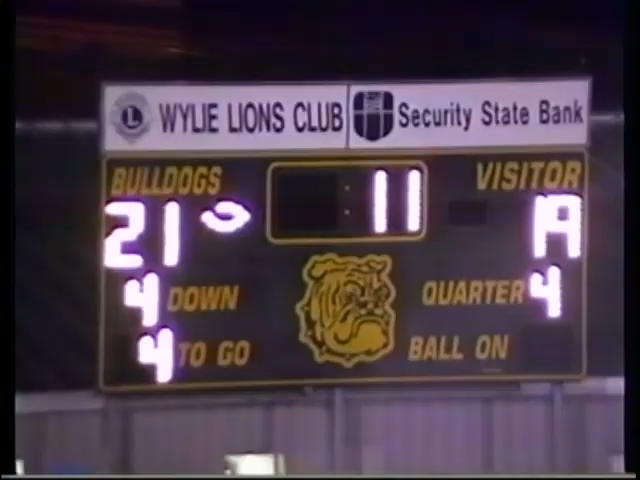 L WYLIE LIONS CLUB Security State Bank
BULLDOGS : 11 VISITOR
21 19
4 DOWN QUARTER 4
4 TO GO BALL ON